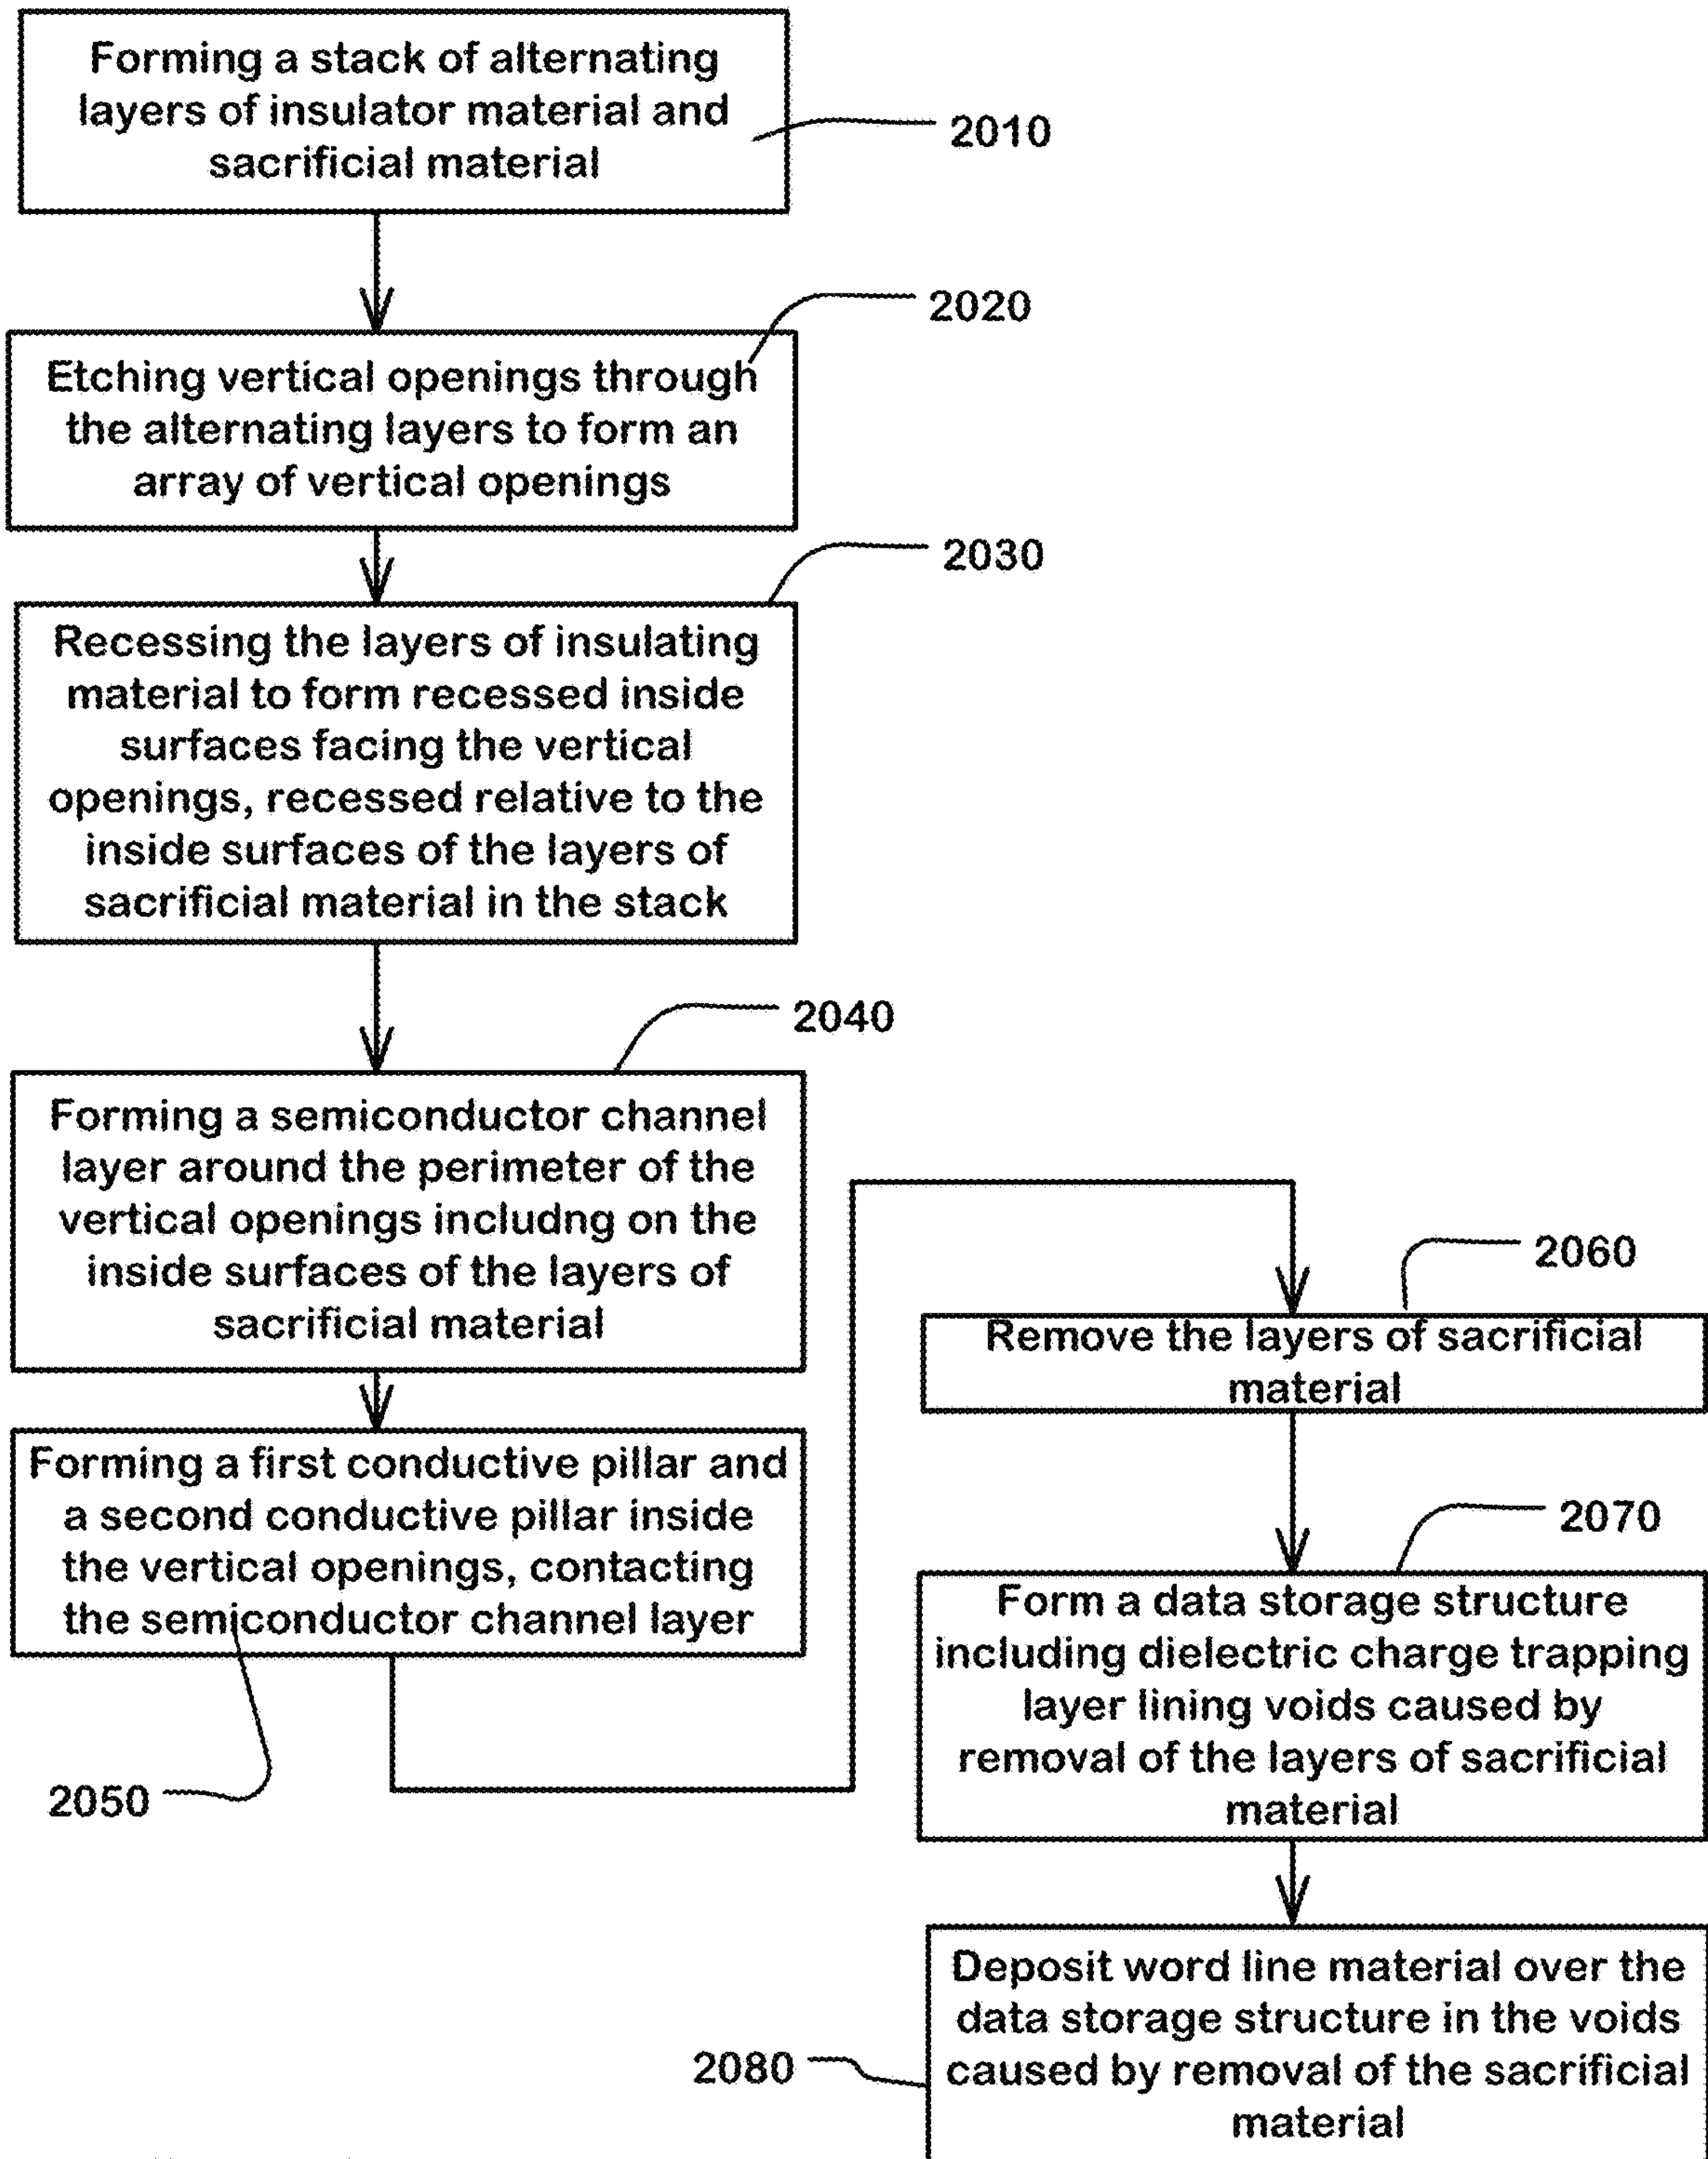 Forming a stack of alternating
layers of insulator material and
sacrificial material
2010
2020
Etching vertical openings through
the alternating layers to form an
array of vertical openings
2030
Recessing the layers of insulating
material to form recessed inside
surfaces facing the vertical
openings, recessed relative to the
inside surfaces of the layers of
sacrificial material in the stack
2040
Forming a semiconductor channel
layer around the perimeter of the
vertical openings includng on the
inside surfaces of the layers of
sacrificial material
Forming a first conductive pillar and
a second conductive pillar inside
the vertical openings, contacting
the semiconductor channel layer
2050
2060
Remove the layers of sacrificial
material
2070
Form a data storage structure
including dielectric charge trapping
layer lining voids caused by
removal of the layers of sacrificial
material
Deposit word line material over the
data storage structure in the voids
caused by removal of the sacrificial
material
2080